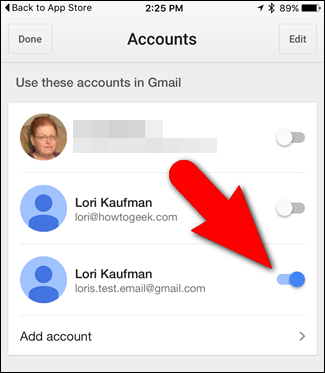 Back to App Store 2:25 PM 89%
Done Accounts Edit
Use these accounts in Gmail
Lori Kaufman
lori@howtogeek.com
Lori Kaufman
loris.test.email@gmail.com
Add account